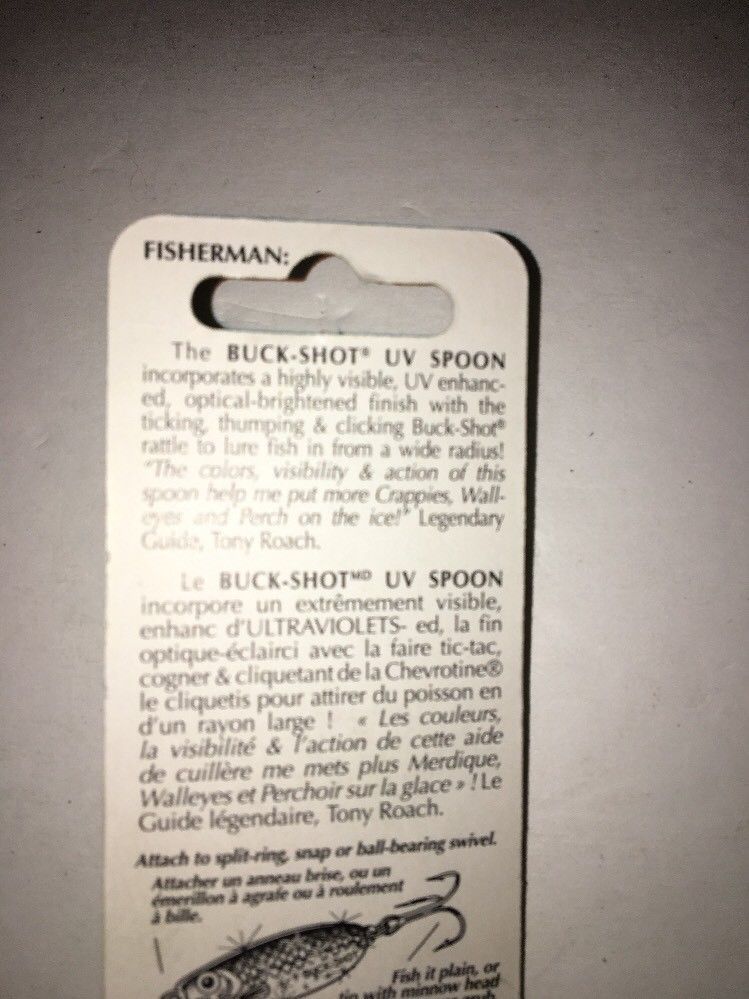 FISHERMAN:
The BUCK-SHOT® UV SPOON
incorporates a highly visible, UV enhanc-
ed, optical-brightened finish with the
ticking, thumping & clicking Buck-Shot®
rattle to lure fish in from a wide radius!
"The colors, visibility & action of this
spoon help me put more Crappies, Wall-
eyes and Perch on the ice!" Legendary
Guide, Tony Roach.
Le BUCK-SHOTᴹᴰ UV SPOON
incorpore un extrêmement visible,
enhanc d'ULTRAVIOLETS- ed, la fin
optique-éclairci avec la faire tic-tac,
cogner & cliquetant de la Chevrotine®
le cliquetis pour attirer du poisson en
d'un rayon large ! « Les couleurs,
la visibilité & l'action de cette aide
de cuillère me mets plus Merdique,
Walleyes et Perchoir sur la glace » ! Le
Guide légendaire, Tony Roach.
Attach to split-ring, snap or ball-bearing swivel.
Attacher un anneau brise, ou un
émerillon à agrafe ou à roulement
à bille.
Fish it plain, or
tip with minnow head